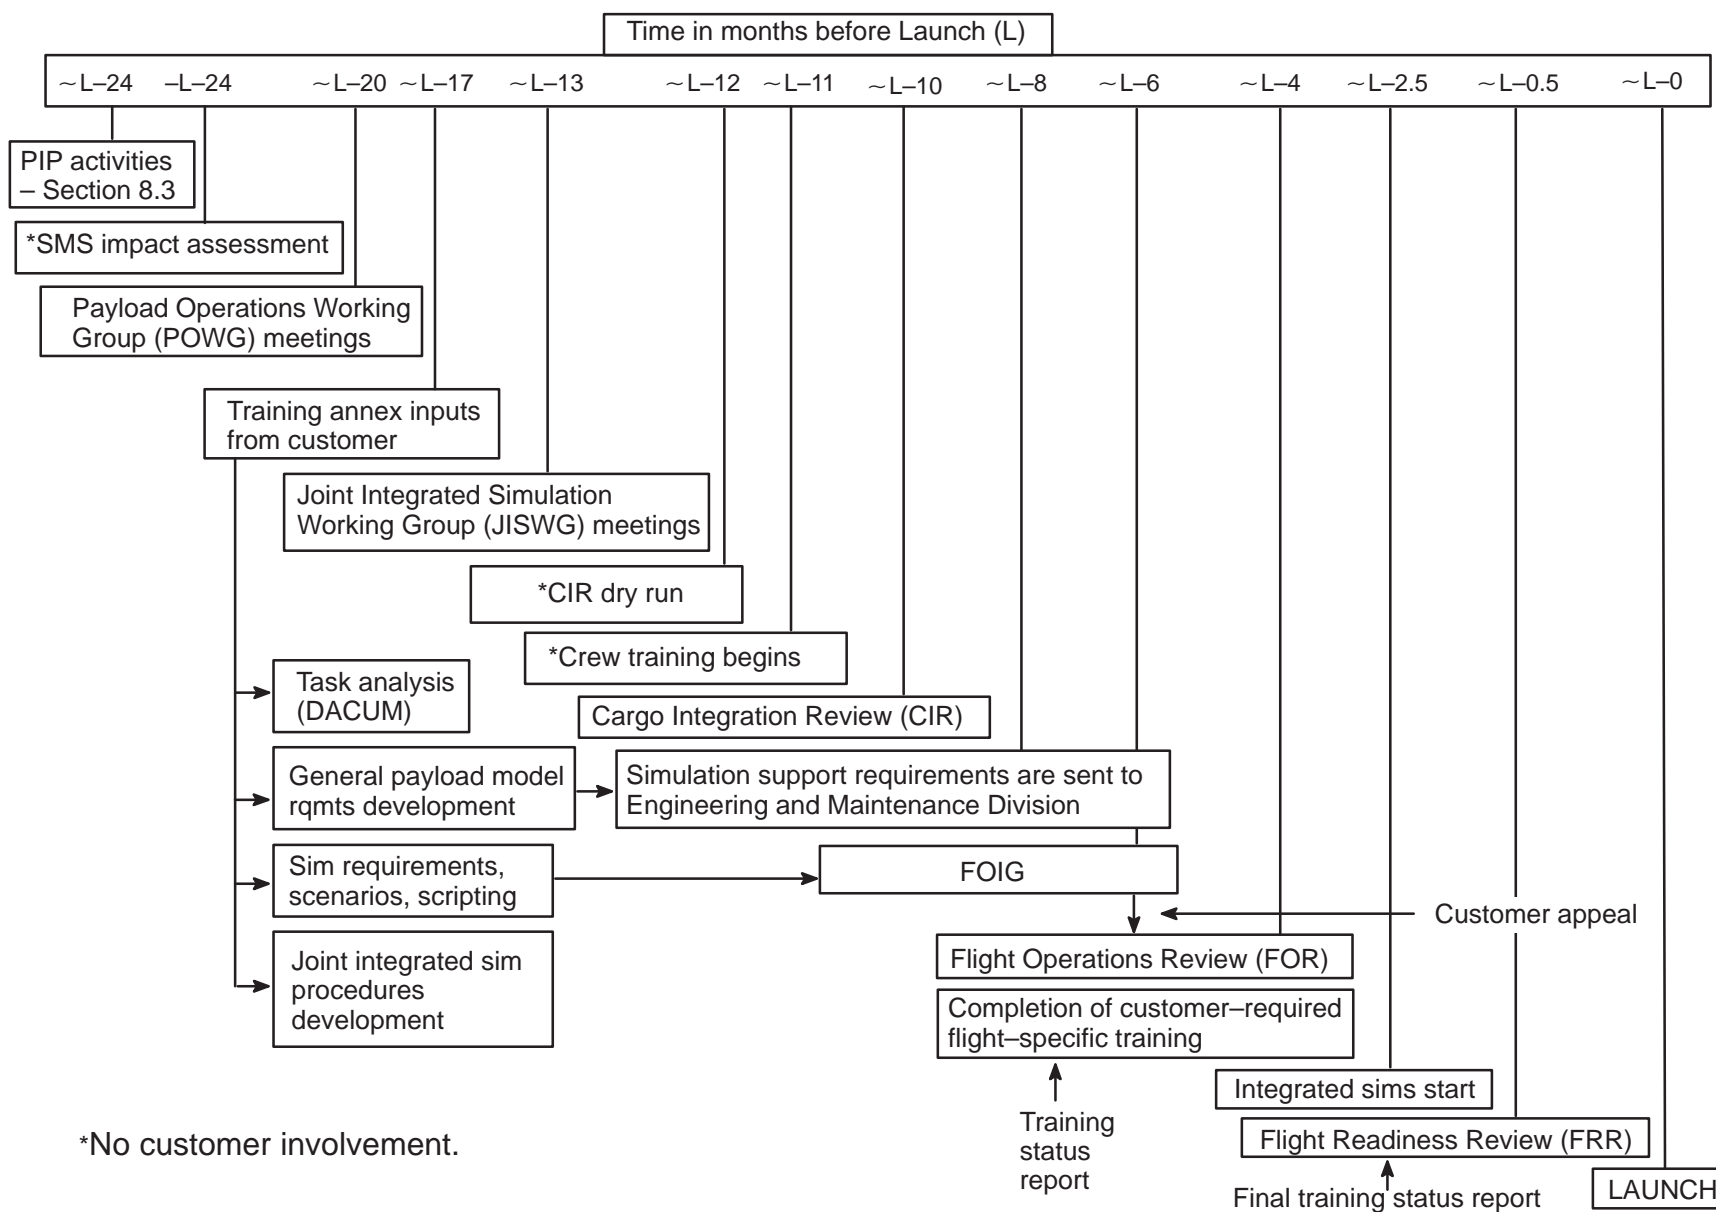 Time in months before Launch (L)
~L–24 –L–24 ~L–20 ~L–17 ~L–13 ~L–12 ~L–11 ~L–10 ~L–8 ~L–6 ~L–4 ~L–2.5 ~L–0.5 ~L–0
PIP activities
– Section 8.3
*SMS impact assessment
Payload Operations Working
Group (POWG) meetings
Training annex inputs
from customer
Joint Integrated Simulation
Working Group (JISWG) meetings
*CIR dry run
*Crew training begins
Task analysis
(DACUM)
Cargo Integration Review (CIR)
General payload model
rqmts development
Simulation support requirements are sent to
Engineering and Maintenance Division
Sim requirements,
scenarios, scripting
FOIG
Customer appeal
Joint integrated sim
procedures
development
Flight Operations Review (FOR)
Completion of customer–required
flight–specific training
Integrated sims start
Training
status
report
Flight Readiness Review (FRR)
Final training status report
LAUNCH
*No customer involvement.